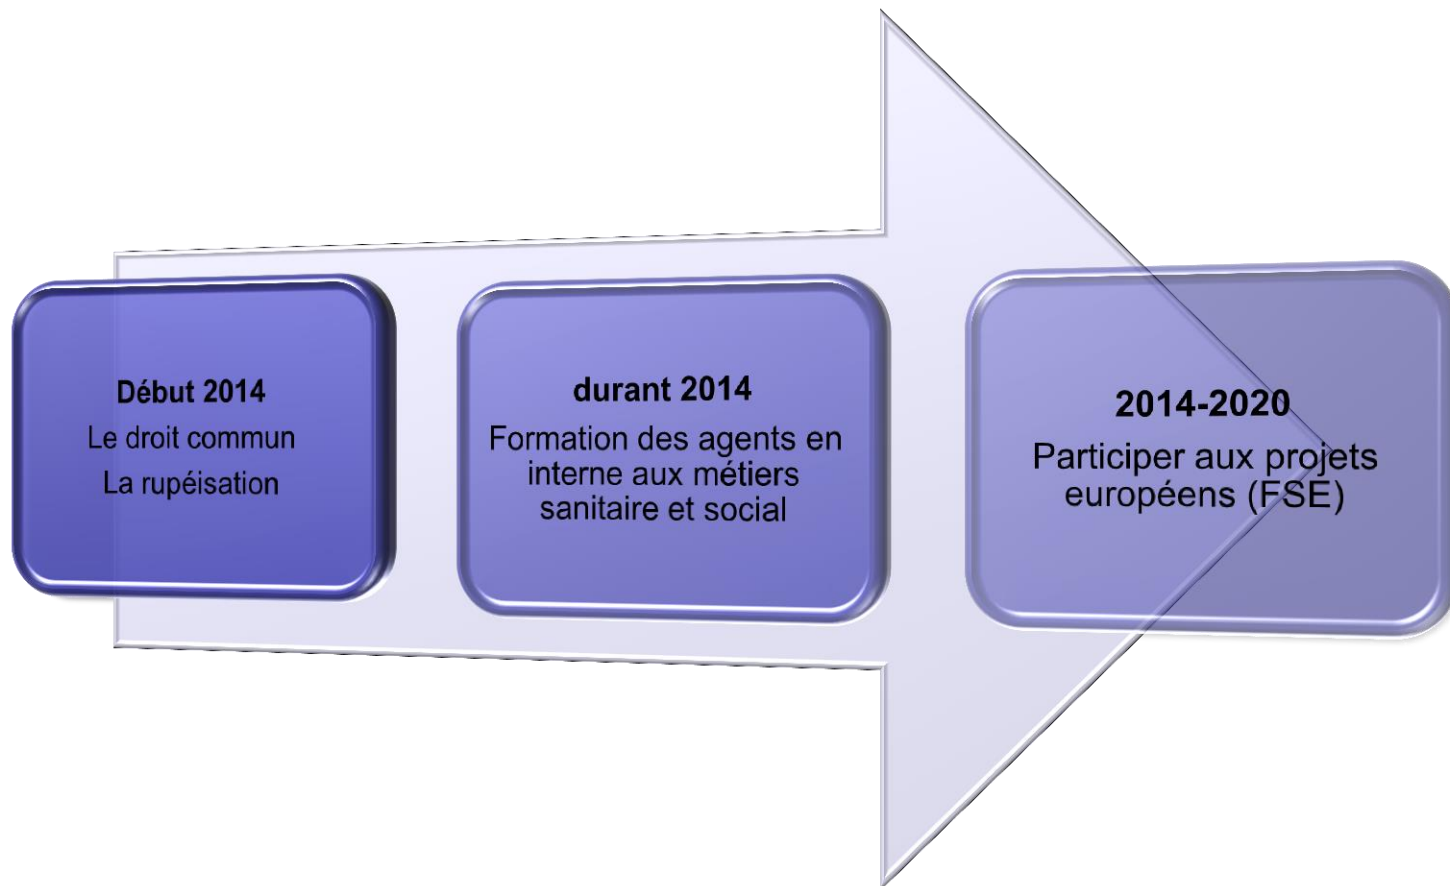 Début 2014
Le droit commun
La rupéisation
durant 2014
Formation des agents en
interne aux métiers
sanitaire et social
2014-2020
Participer aux projets
européens (FSE)